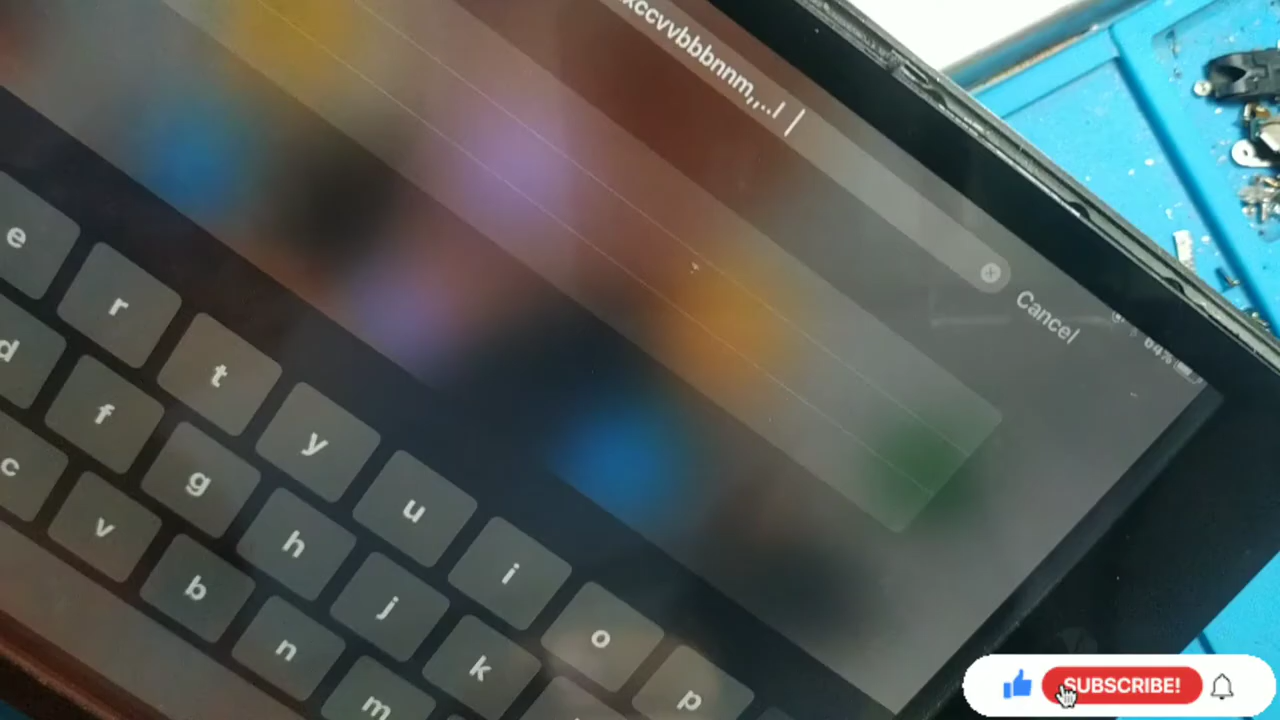 xccvvbbbnnm,,..!
Cancel
64%
e r t y u i o p
d f g h j k
c v b n m
SUBSCRIBE!